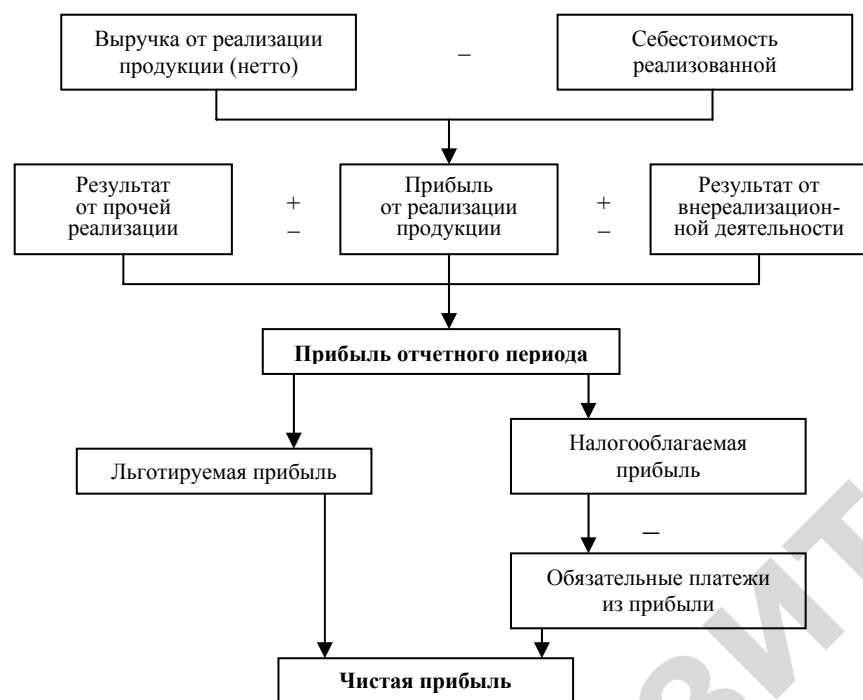 Выручка от реализации
продукции (нетто)
–
Себестоимость
реализованной
Результат
от прочей
реализации
+
–
Прибыль
от реализации
продукции
+
–
Результат от
внереализацион-
ной деятельности
Прибыль отчетного периода
Льготируемая прибыль
Налогооблагаемая
прибыль
–
Обязательные платежи
из прибыли
Чистая прибыль